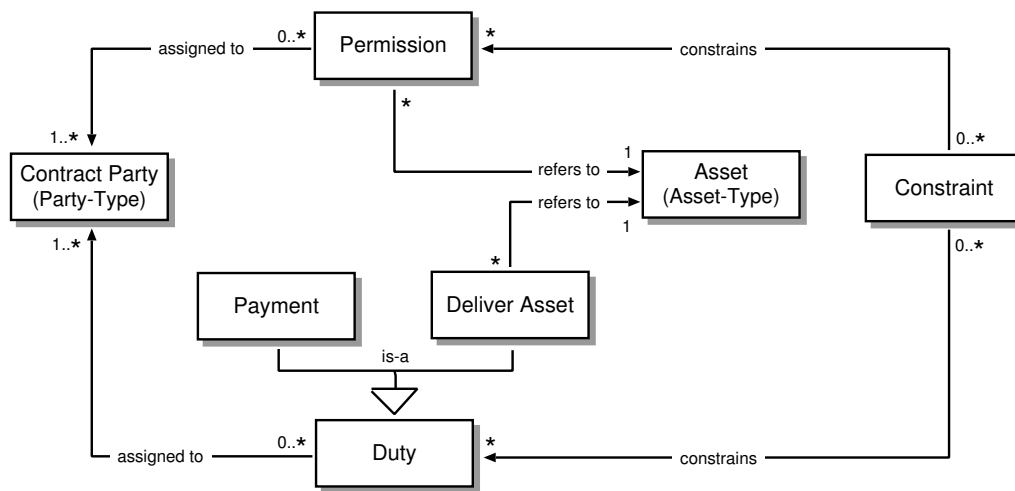 assigned to
0..*
Permission
*
constrains
*
1..*
0..*
Contract Party
(Party-Type)
refers to
1
Asset
(Asset-Type)
Constraint
refers to
1
1..*
*
0..*
Payment
Deliver Asset
is-a
assigned to
0..*
Duty
*
constrains